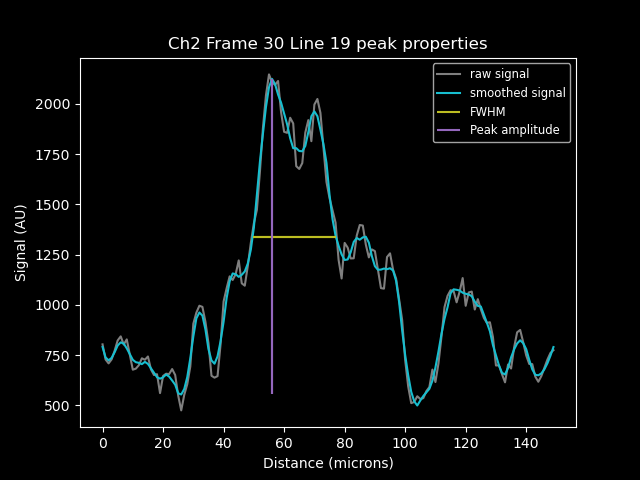 Ch2 Frame 30 Line 19 peak properties
raw signal
smoothed signal
FWHM
Peak amplitude
Signal (AU)
2000
1750
1500
1250
1000
750
500
0 20 40 60 80 100 120 140
Distance (microns)